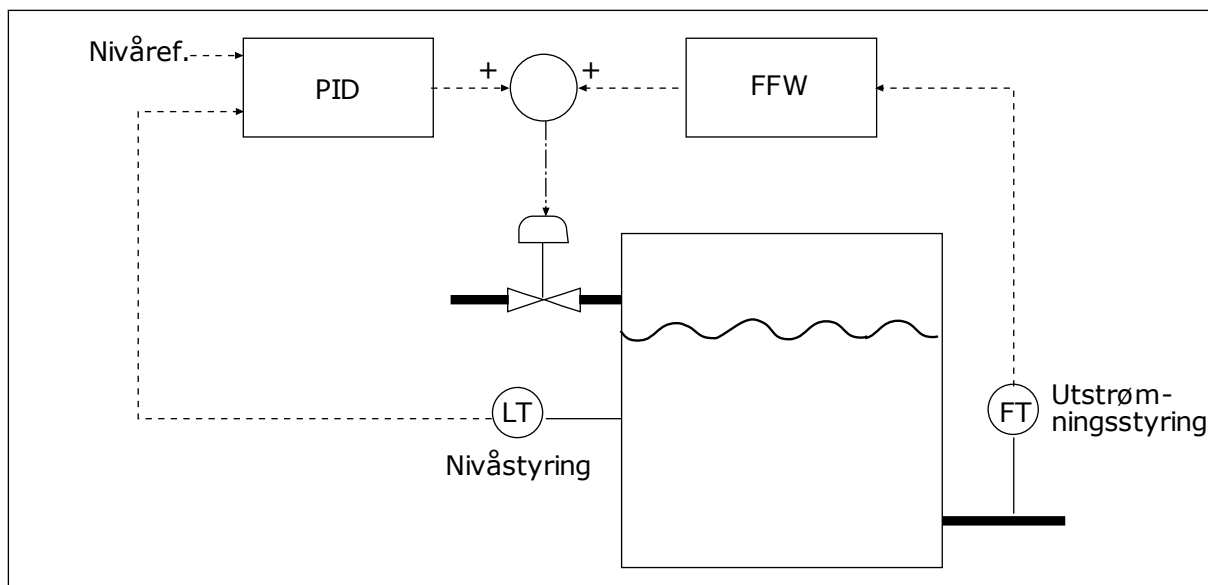 Nivåref.
PID
+
+
FFW
LT
Nivåstyring
FT
Utstrøm-
ningsstyring